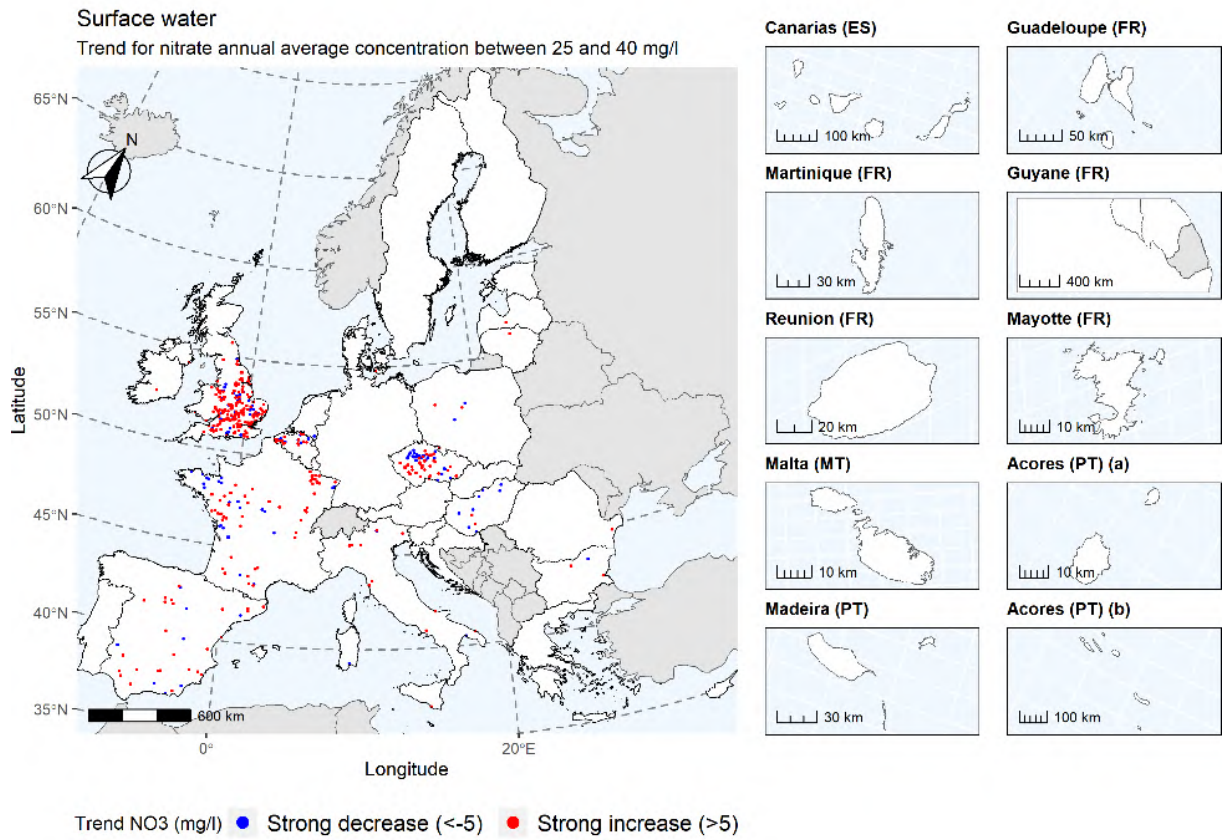 Surface water
Trend for nitrate annual average concentration between 25 and 40 mg/l
65°N
60°N
55°N
50°N
45°N
40°N
35°N
Latitude
N
600 km
0°
20°E
Longitude
Canarias (ES)
100 km
Guadeloupe (FR)
50 km
Martinique (FR)
30 km
Guyane (FR)
400 km
Reunion (FR)
20 km
Mayotte (FR)
10 km
Malta (MT)
10 km
Acores (PT) (a)
10 km
Madeira (PT)
30 km
Acores (PT) (b)
100 km
Trend NO3 (mg/l) Strong decrease (<-5) Strong increase (>5)